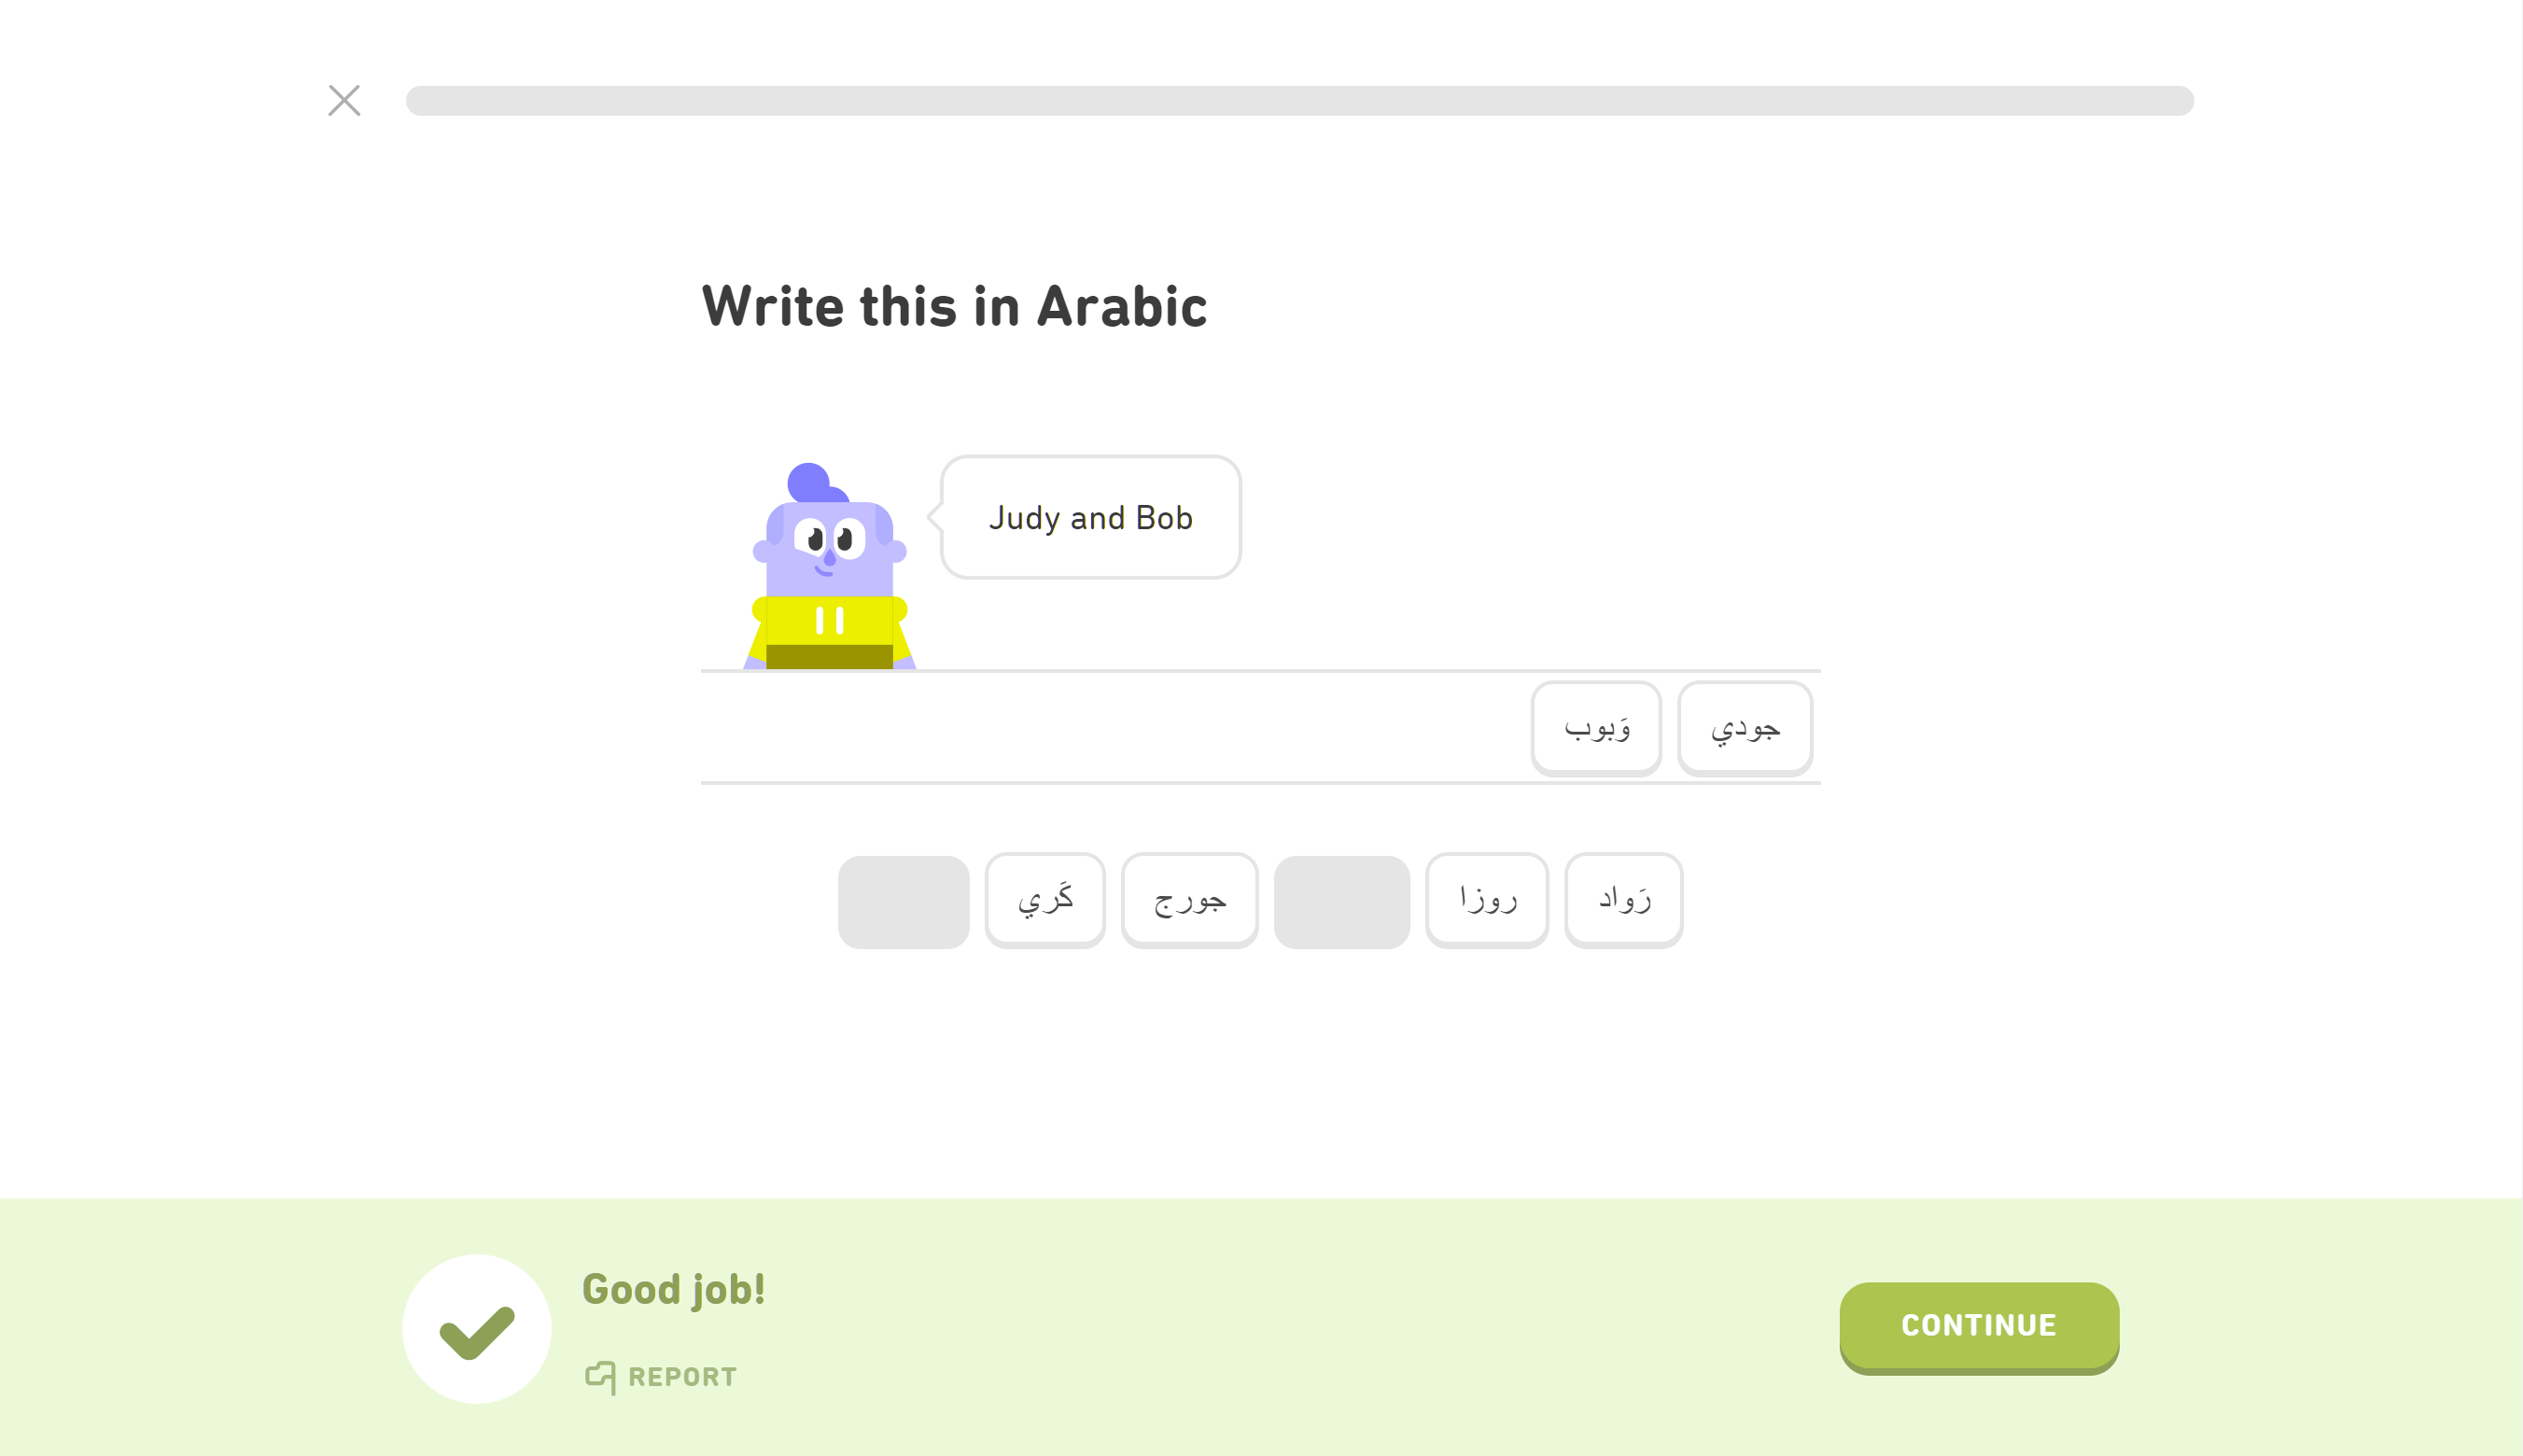 Write this in Arabic
Judy and Bob
جودي وَبوب
كَري جورج روزا رَواد
Good job!
REPORT
CONTINUE